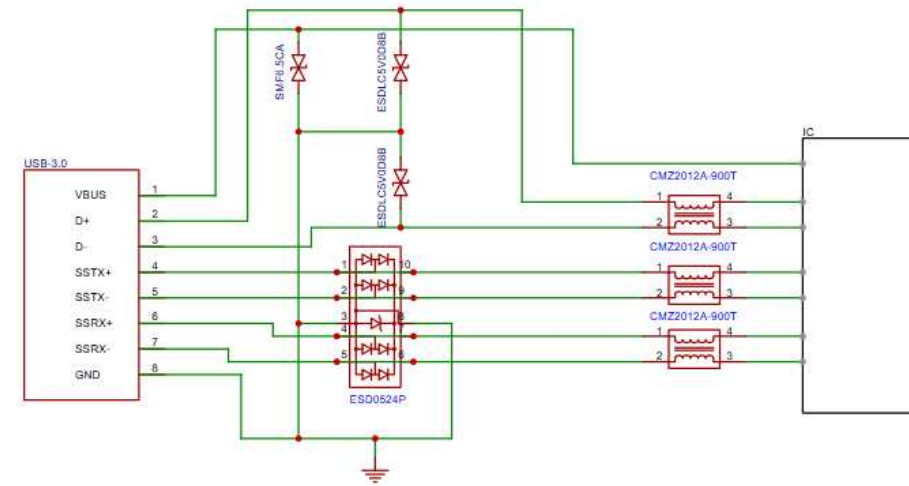 SMF6.5CA
ESDLC5V0D8B
IC
USB-3.0
ESDLC5V0D8B
CMZ2012A-900T
VBUS 1
1 4
D+ 2
2 3
D- 3
CMZ2012A-900T
SSTX+ 4
1 10
1 4
SSTX- 5
2 9
2 3
CMZ2012A-900T
SSRX+ 6
3 8
4
1 4
SSRX- 7
5 6
2 3
GND 8
ESD0524P